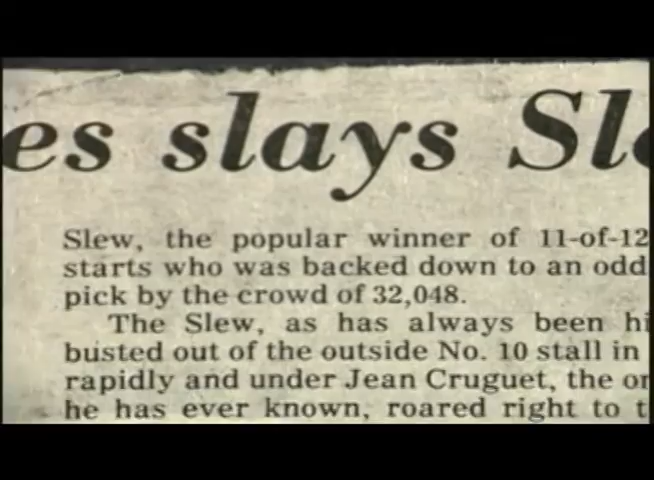 es slays Sl
Slew, the popular winner of 11-of-12
starts who was backed down to an odd
pick by the crowd of 32,048.
The Slew, as has always been hi
busted out of the outside No. 10 stall in
rapidly and under Jean Cruguet, the on
he has ever known, roared right to t